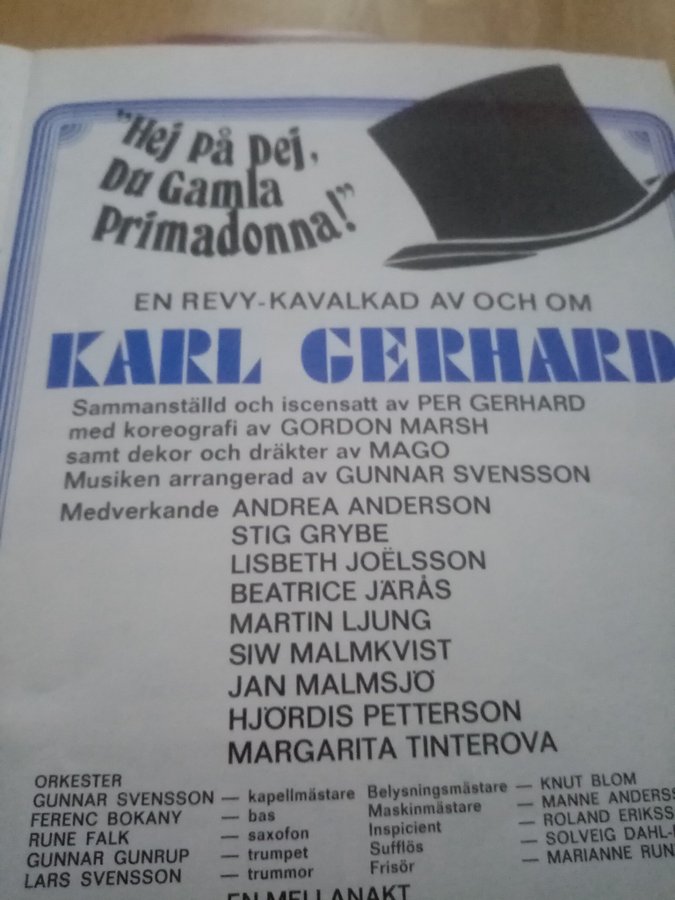 "Hej på Dej,
Du Gamla
Primadonna!"
EN REVY-KAVALKAD AV OCH OM
KARL GERHARD
Sammanställd och iscensatt av PER GERHARD
med koreografi av GORDON MARSH
samt dekor och dräkter av MAGO
Musiken arrangerad av GUNNAR SVENSSON
Medverkande ANDREA ANDERSON
STIG GRYBE
LISBETH JOËLSSON
BEATRICE JÄRÅS
MARTIN LJUNG
SIW MALMKVIST
JAN MALMSJÖ
HJÖRDIS PETTERSON
MARGARITA TINTEROVA
ORKESTER
GUNNAR SVENSSON — kapellmästare
FERENC BOKANY — bas
RUNE FALK — saxofon
GUNNAR GUNRUP — trumpet
LARS SVENSSON — trummor
Belysningsmästare — KNUT BLOM
Maskinmästare — MANNE
Inspicient — ROLAND
Sufflös — SOLVEIG
Frisör — MARIANNE
EN MELLANAKT